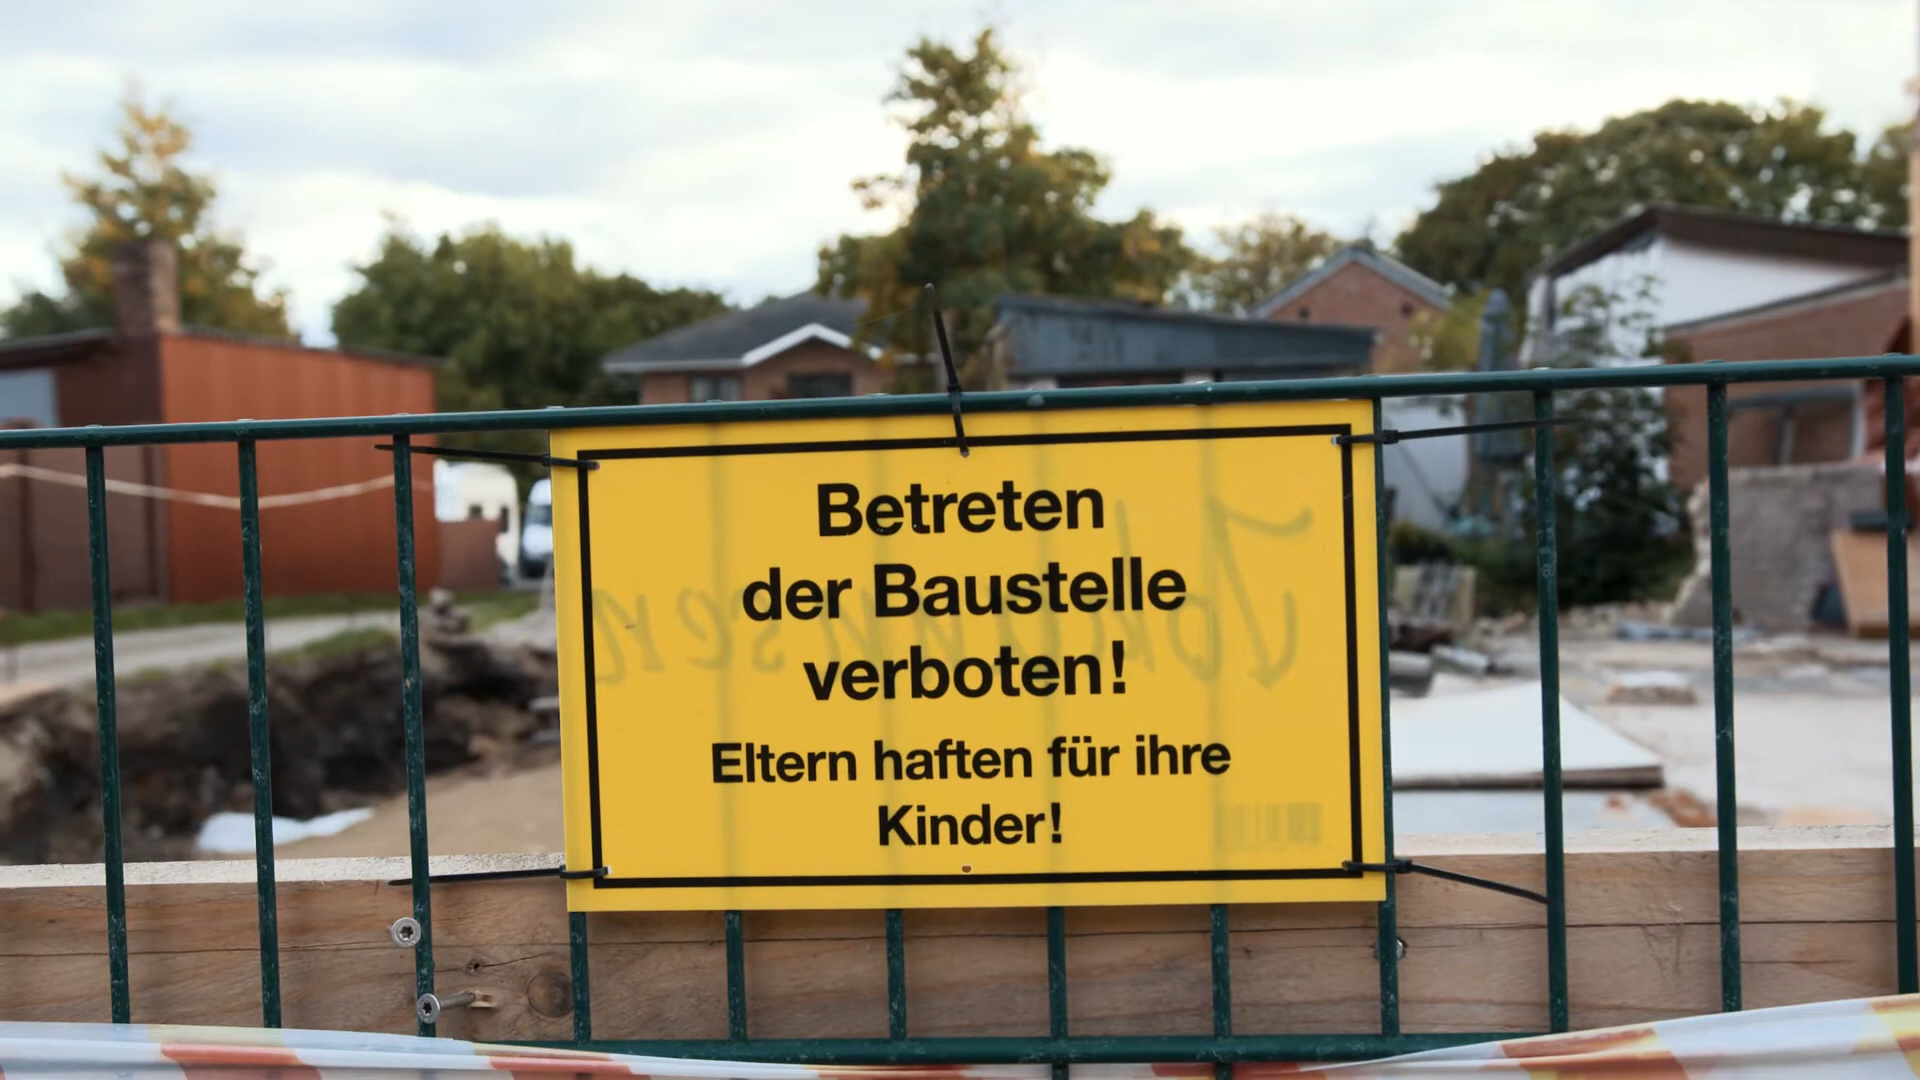 Betreten
der Baustelle
verboten!
Eltern haften für ihre
Kinder!